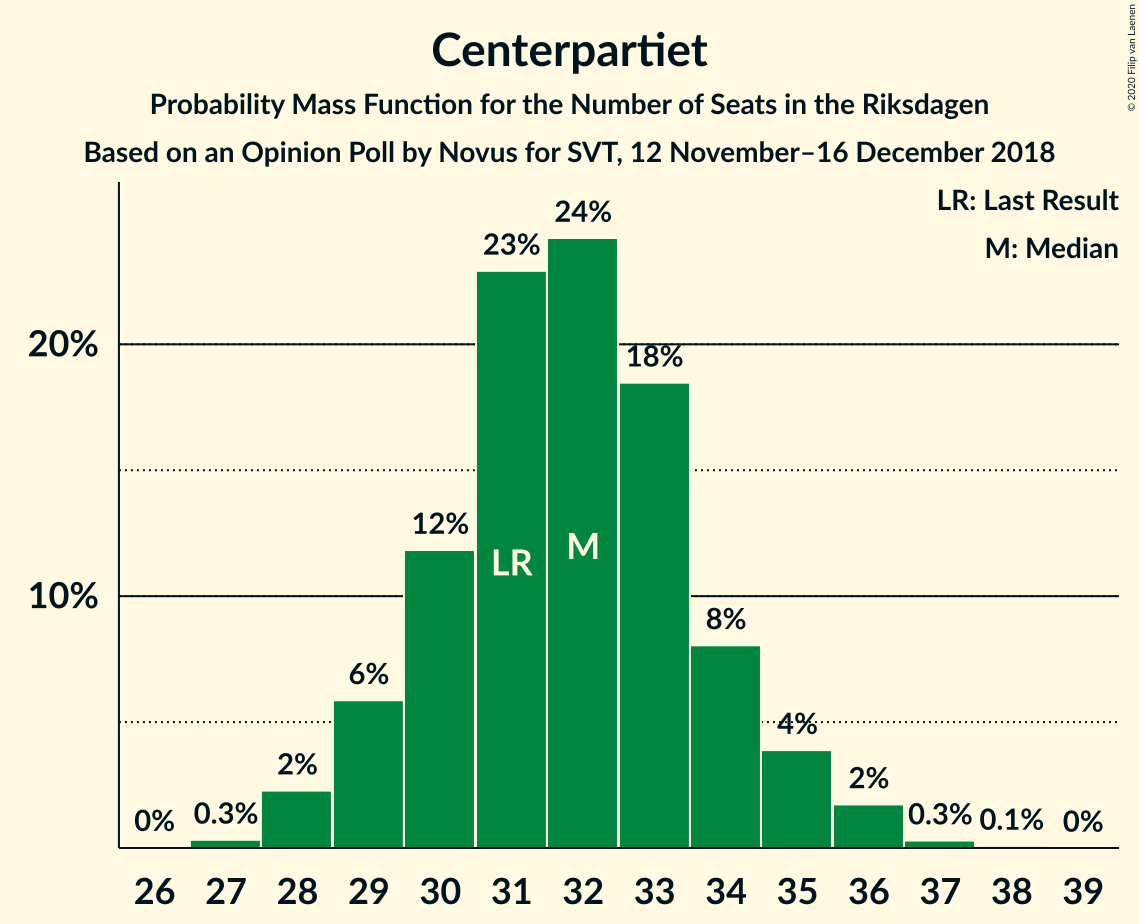 Centerpartiet
Probability Mass Function for the Number of Seats in the Riksdagen
Based on an Opinion Poll by Novus for SVT, 12 November–16 December 2018
© 2020 Filip van Laenen
LR: Last Result
M: Median
24%
23%
20%
18%
12%
LR
M
10%
8%
6%
4%
2%
2%
0%
0.3%
0.3%
0.1%
0%
26 27 28 29 30 31 32 33 34 35 36 37 38 39